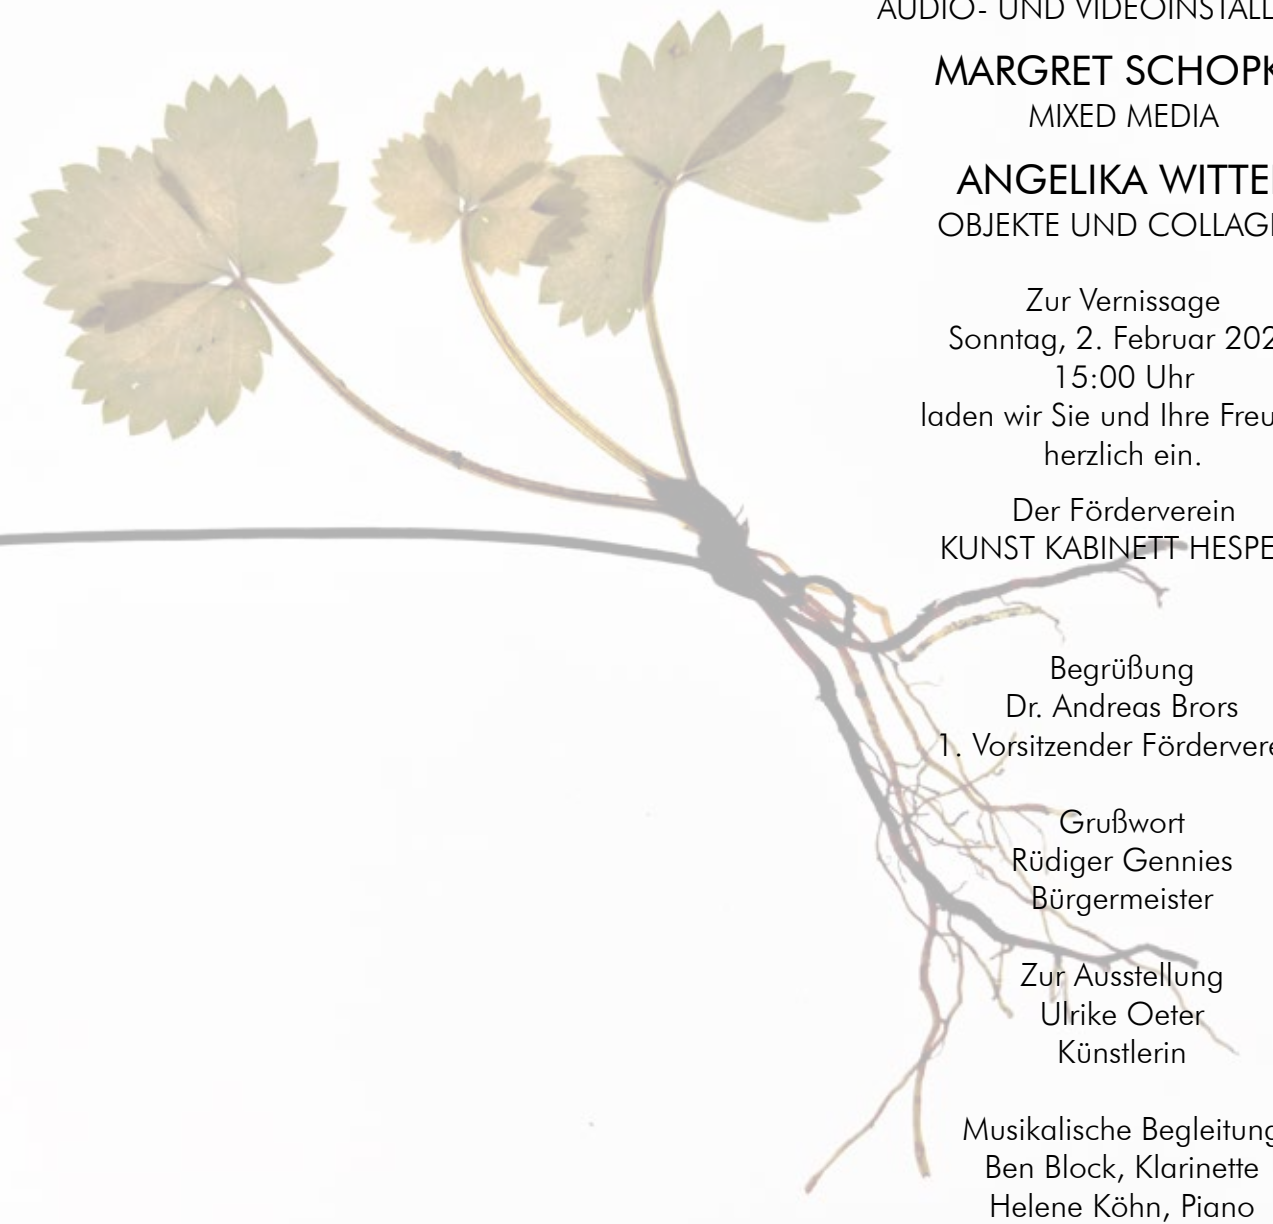 AUDIO- UND VIDEOINSTALL
MARGRET SCHOPK
MIXED MEDIA
ANGELIKA WITTE
OBJEKTE UND COLLAG
Zur Vernissage
Sonntag, 2. Februar 202
15:00 Uhr
laden wir Sie und Ihre Freu
herzlich ein.
Der Förderverein
KUNST KABINETT HESPE
Begrüßung
Dr. Andreas Brors
1. Vorsitzender Fördervere
Grußwort
Rüdiger Gennies
Bürgermeister
Zur Ausstellung
Ulrike Oeter
Künstlerin
Musikalische Begleitung
Ben Block, Klarinette
Helene Köhn, Piano